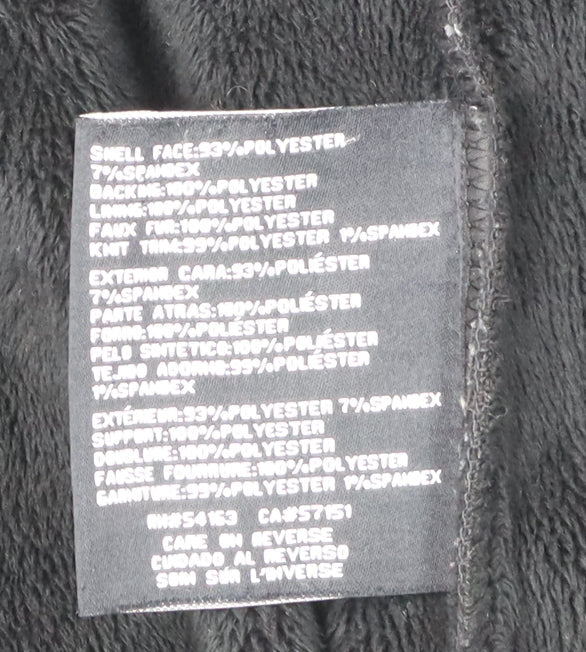 SHELL FACE:93%POLYESTER
7%SPANDEX
BACKING:100%POLYESTER
LINING:100%POLYESTER
FAUX FUR:100%POLYESTER
KNIT TRIM:99%POLYESTER 1%SPANDEX
EXTERIOR CARA:93%POLIÉSTER
7%SPANDEX
PARTE ATRAS:100%POLIÉSTER
FORRO:100%POLIÉSTER
PELO SINTETICO:100%POLIÉSTER
TEJIDO ADORNO:99%POLIÉSTER
1%SPANDEX
EXTÉRIEUR:93%POLYESTER 7%SPANDEX
SUPPORT:100%POLYESTER
DOUBLURE:100%POLYESTER
FAUSSE FOURRURE:100%POLYESTER
GARNITURE:99%POLYESTER 1%SPANDEX
RN#54163 CA#57151
CARE ON REVERSE
CUIDADO AL REVERSO
SOIN SUR L'INVERSE